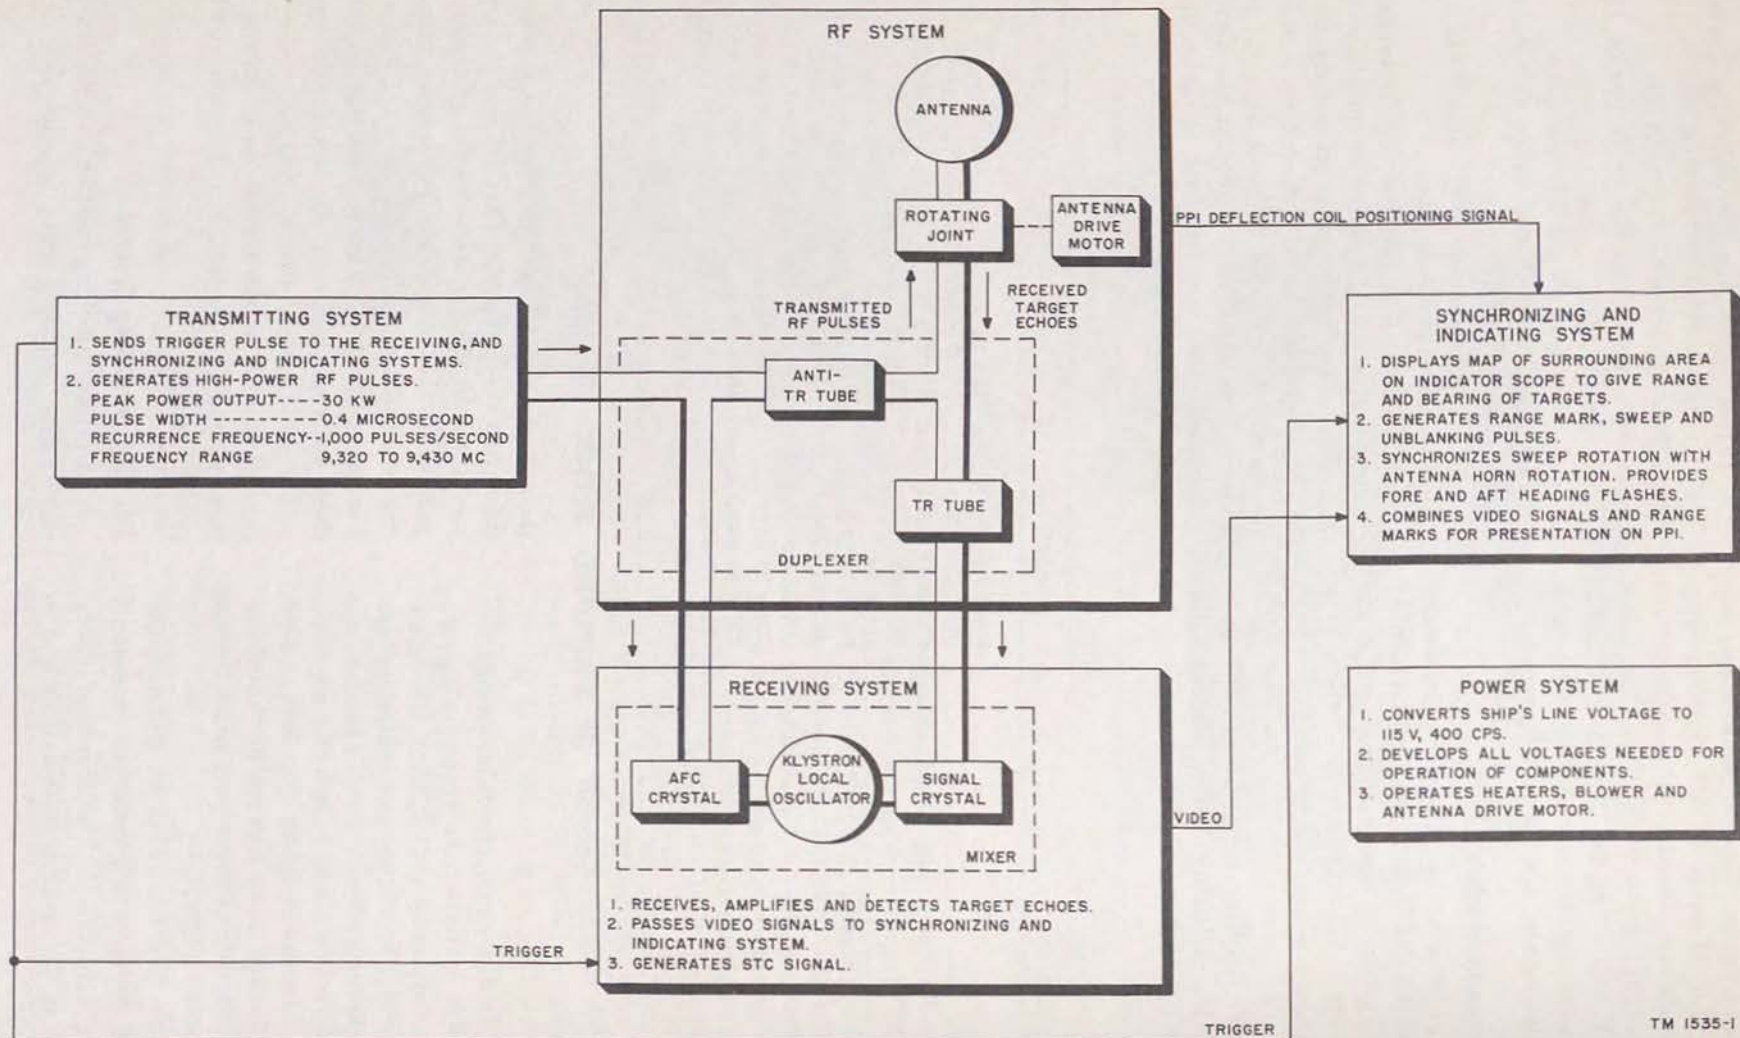 RF SYSTEM
ANTENNA
ROTATING
JOINT
ANTENNA
DRIVE
MOTOR
PPI DEFLECTION COIL POSITIONING SIGNAL
TRANSMITTED
RF PULSES
RECEIVED
TARGET
ECHOES
TRANSMITTING SYSTEM
1. SENDS TRIGGER PULSE TO THE RECEIVING, AND
SYNCHRONIZING AND INDICATING SYSTEMS.
2. GENERATES HIGH-POWER RF PULSES.
PEAK POWER OUTPUT----30 KW
PULSE WIDTH ----------0.4 MICROSECOND
RECURRENCE FREQUENCY--1,000 PULSES/SECOND
FREQUENCY RANGE 9,320 TO 9,430 MC
ANTI-
TR TUBE
TR TUBE
DUPLEXER
SYNCHRONIZING AND
INDICATING SYSTEM
1. DISPLAYS MAP OF SURROUNDING AREA
ON INDICATOR SCOPE TO GIVE RANGE
AND BEARING OF TARGETS.
2. GENERATES RANGE MARK, SWEEP AND
UNBLANKING PULSES.
3. SYNCHRONIZES SWEEP ROTATION WITH
ANTENNA HORN ROTATION. PROVIDES
FORE AND AFT HEADING FLASHES.
4. COMBINES VIDEO SIGNALS AND RANGE
MARKS FOR PRESENTATION ON PPI.
RECEIVING SYSTEM
AFC
CRYSTAL
KLYSTRON
LOCAL
OSCILLATOR
SIGNAL
CRYSTAL
MIXER
1. RECEIVES, AMPLIFIES AND DETECTS TARGET ECHOES.
2. PASSES VIDEO SIGNALS TO SYNCHRONIZING AND
INDICATING SYSTEM.
3. GENERATES STC SIGNAL.
VIDEO
POWER SYSTEM
1. CONVERTS SHIP'S LINE VOLTAGE TO
115 V, 400 CPS.
2. DEVELOPS ALL VOLTAGES NEEDED FOR
OPERATION OF COMPONENTS.
3. OPERATES HEATERS, BLOWER AND
ANTENNA DRIVE MOTOR.
TRIGGER
TRIGGER
TM 1535-1